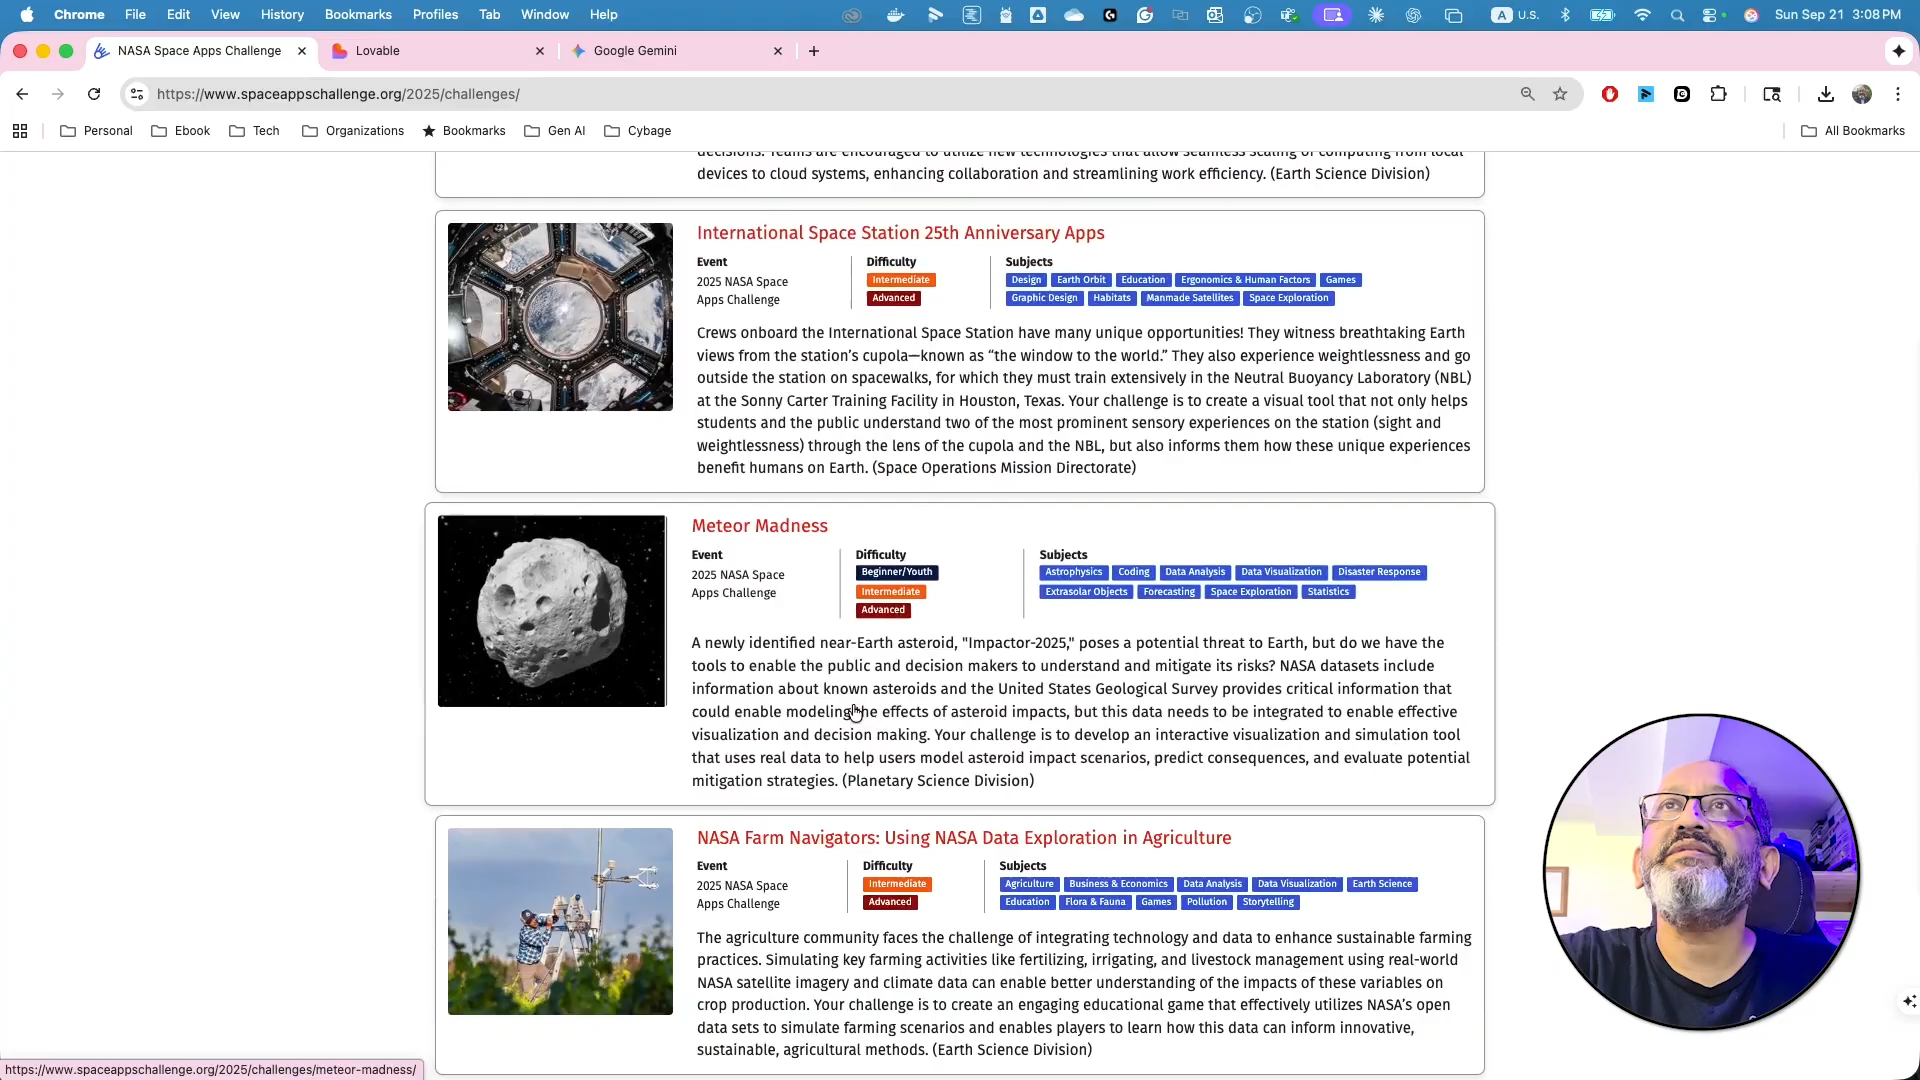 Chrome File Edit View History Bookmarks Profiles Tab Window Help A U.S. Sun Sep 21 3:08 PM
NASA Space Apps Challenge Lovable Google Gemini
https://www.spaceappschallenge.org/2025/challenges/
Personal Ebook Tech Organizations Bookmarks Gen AI Cybage All Bookmarks
decisions. Teams are encouraged to utilize new technologies that allow seamless scaling of computing from local
devices to cloud systems, enhancing collaboration and streamlining work efficiency. (Earth Science Division)
International Space Station 25th Anniversary Apps
Event Difficulty Subjects
2025 NASA Space Intermediate Design Earth Orbit Education Ergonomics & Human Factors Games
Apps Challenge Advanced Graphic Design Habitats Manmade Satellites Space Exploration
Crews onboard the International Space Station have many unique opportunities! They witness breathtaking Earth
views from the station’s cupola—known as “the window to the world.” They also experience weightlessness and go
outside the station on spacewalks, for which they must train extensively in the Neutral Buoyancy Laboratory (NBL)
at the Sonny Carter Training Facility in Houston, Texas. Your challenge is to create a visual tool that not only helps
students and the public understand two of the most prominent sensory experiences on the station (sight and
weightlessness) through the lens of the cupola and the NBL, but also informs them how these unique experiences
benefit humans on Earth. (Space Operations Mission Directorate)
Meteor Madness
Event Difficulty Subjects
2025 NASA Space Beginner/Youth Astrophysics Coding Data Analysis Data Visualization Disaster Response
Apps Challenge Intermediate Extrasolar Objects Forecasting Space Exploration Statistics
Advanced
A newly identified near-Earth asteroid, "Impactor-2025," poses a potential threat to Earth, but do we have the
tools to enable the public and decision makers to understand and mitigate its risks? NASA datasets include
information about known asteroids and the United States Geological Survey provides critical information that
could enable modeling the effects of asteroid impacts, but this data needs to be integrated to enable effective
visualization and decision making. Your challenge is to develop an interactive visualization and simulation tool
that uses real data to help users model asteroid impact scenarios, predict consequences, and evaluate potential
mitigation strategies. (Planetary Science Division)
NASA Farm Navigators: Using NASA Data Exploration in Agriculture
Event Difficulty Subjects
2025 NASA Space Intermediate Agriculture Business & Economics Data Analysis Data Visualization Earth Science
Apps Challenge Advanced Education Flora & Fauna Games Pollution Storytelling
The agriculture community faces the challenge of integrating technology and data to enhance sustainable farming
practices. Simulating key farming activities like fertilizing, irrigating, and livestock management using real-world
NASA satellite imagery and climate data can enable better understanding of the impacts of these variables on
crop production. Your challenge is to create an engaging educational game that effectively utilizes NASA’s open
data sets to simulate farming scenarios and enables players to learn how this data can inform innovative,
sustainable, agricultural methods. (Earth Science Division)
https://www.spaceappschallenge.org/2025/challenges/meteor-madness/